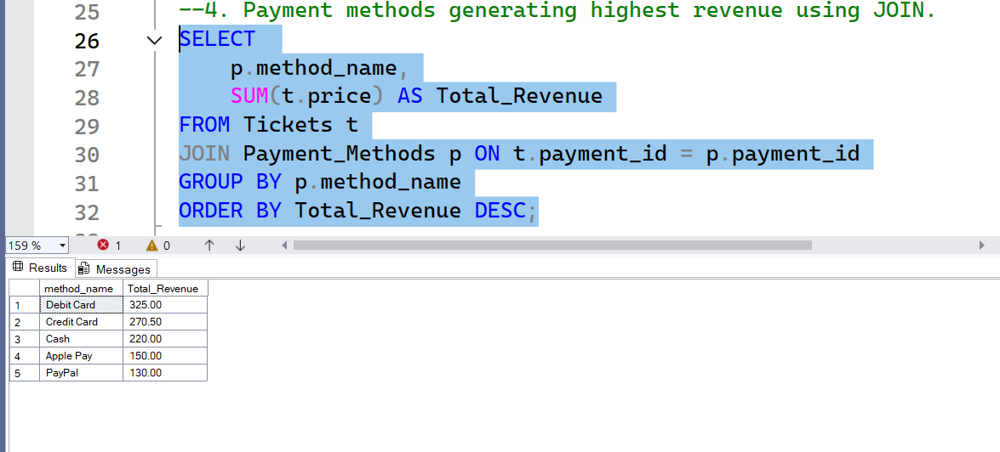 25 --4. Payment methods generating highest revenue using JOIN.
26 SELECT
27 p.method_name,
28 SUM(t.price) AS Total_Revenue
29 FROM Tickets t
30 JOIN Payment_Methods p ON t.payment_id = p.payment_id
31 GROUP BY p.method_name
32 ORDER BY Total_Revenue DESC;
159 % 1 0
Results Messages
method_name Total_Revenue
1 Debit Card 325.00
2 Credit Card 270.50
3 Cash 220.00
4 Apple Pay 150.00
5 PayPal 130.00